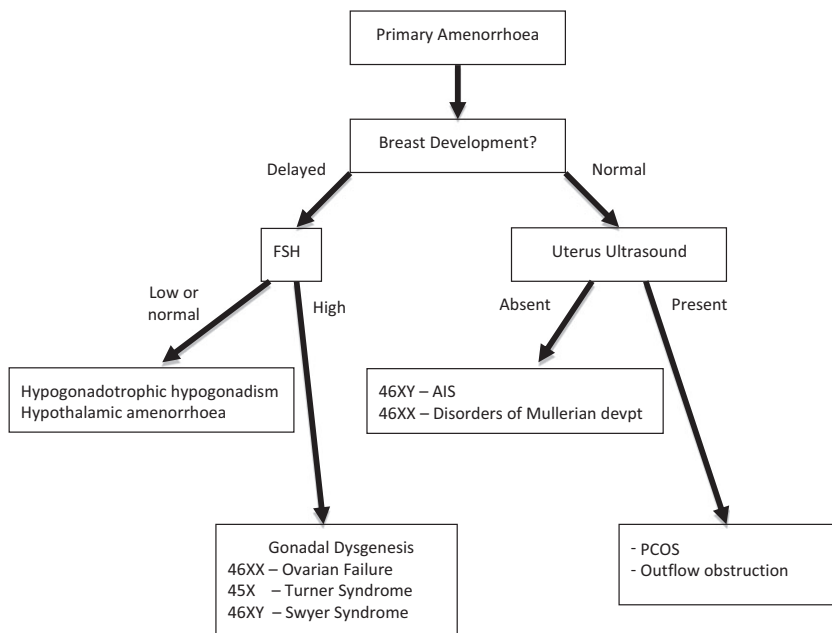 Primary Amenorrhoea
Breast Development?
Delayed
Normal
FSH
Uterus Ultrasound
Low or
normal
High
Absent
Present
Hypogonadotrophic hypogonadism
Hypothalamic amenorrhoea
46XY – AIS
46XX – Disorders of Mullerian devpt
Gonadal Dysgenesis
46XX – Ovarian Failure
45X – Turner Syndrome
46XY – Swyer Syndrome
- PCOS
- Outflow obstruction